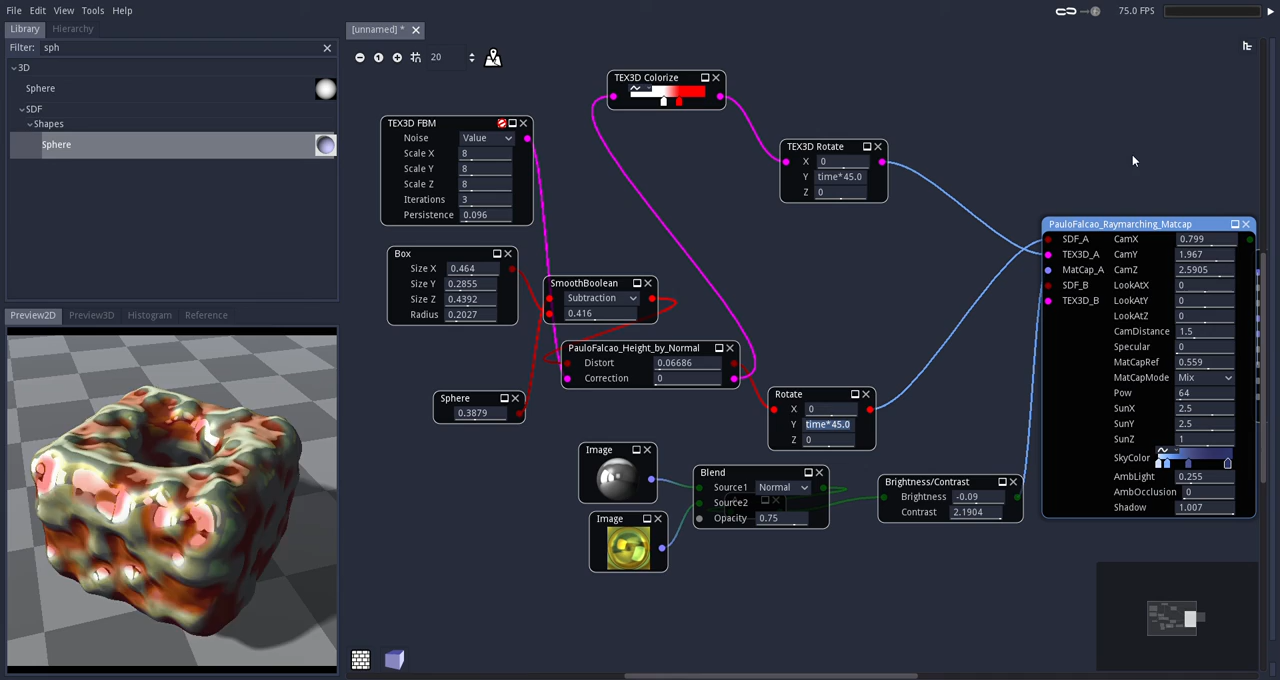 File Edit View Tools Help
75.0 FPS
Library Hierarchy
Filter: sph
3D
Sphere
SDF
Shapes
Sphere
Preview2D Preview3D Histogram Reference
[unnamed] *
20
TEX3D Colorize
TEX3D FBM
Noise Value
Scale X 8
Scale Y 8
Scale Z 8
Iterations 3
Persistence 0.096
TEX3D Rotate
X 0
Y time*45.0
Z 0
Box
Size X 0.464
Size Y 0.2855
Size Z 0.4392
Radius 0.2027
SmoothBoolean
Subtraction
0.416
PauloFalcao_Height_by_Normal
Distort 0.06686
Correction 0
Sphere
0.3879
Rotate
X 0
Y time*45.0
Z 0
Image
Image
Blend
Source1 Normal
Source2
Opacity 0.75
Brightness/Contrast
Brightness -0.09
Contrast 2.1904
PauloFalcao_Raymarching_Matcap
SDF_A CamX 0.799
TEX3D_A CamY 1.967
MatCap_A CamZ 2.5905
SDF_B LookAtX 0
TEX3D_B LookAtY 0
LookAtZ 0
CamDistance 1.5
Specular 0
MatCapRef 0.559
MatCapMode Mix
Pow 64
SunX 2.5
SunY 2.5
SunZ 1
SkyColor
AmbLight 0.255
AmbOcclusion 0
Shadow 1.007